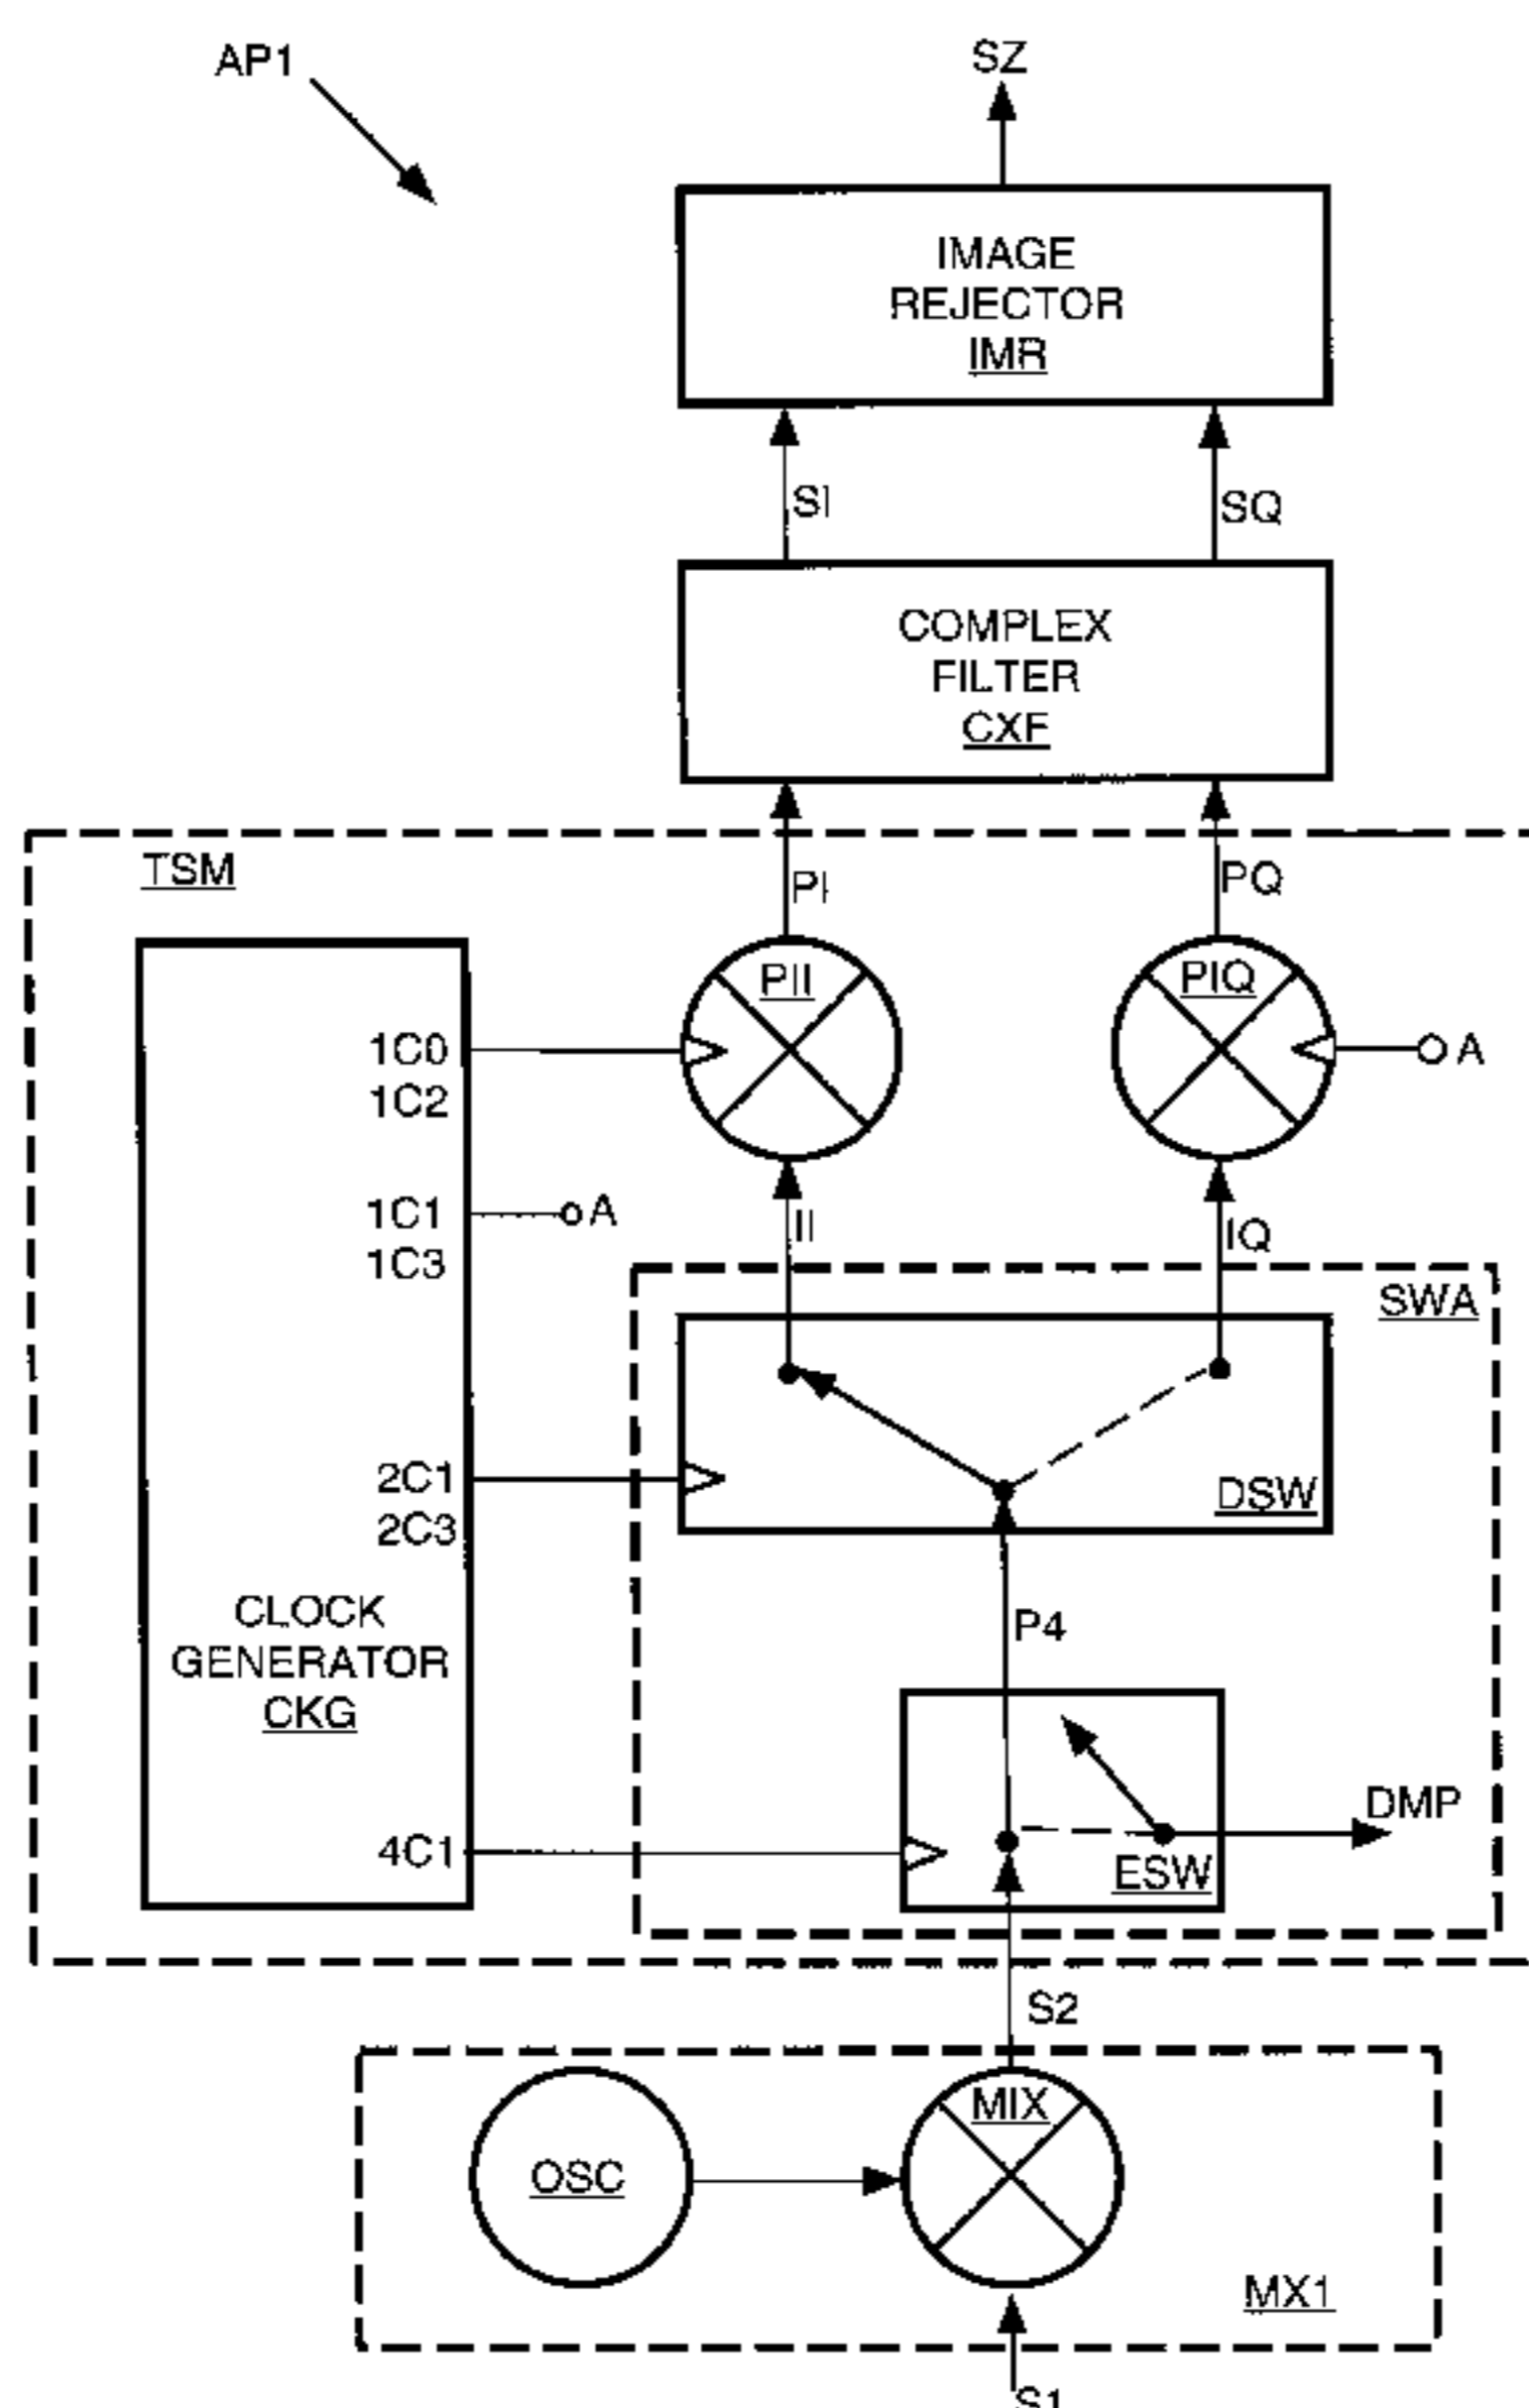 AP1
SZ
IMAGE
REJECTOR
IMR
SI
SQ
COMPLEX
FILTER
CXF
TSM
PI
PQ
PII
PIQ
1C0
A
1C2
1C1
A
1C3
II
IQ
SWA
2C1
DSW
2C3
CLOCK
GENERATOR
CKG
P4
DMP
4C1
ESW
S2
MIX
OSC
MX1
S1